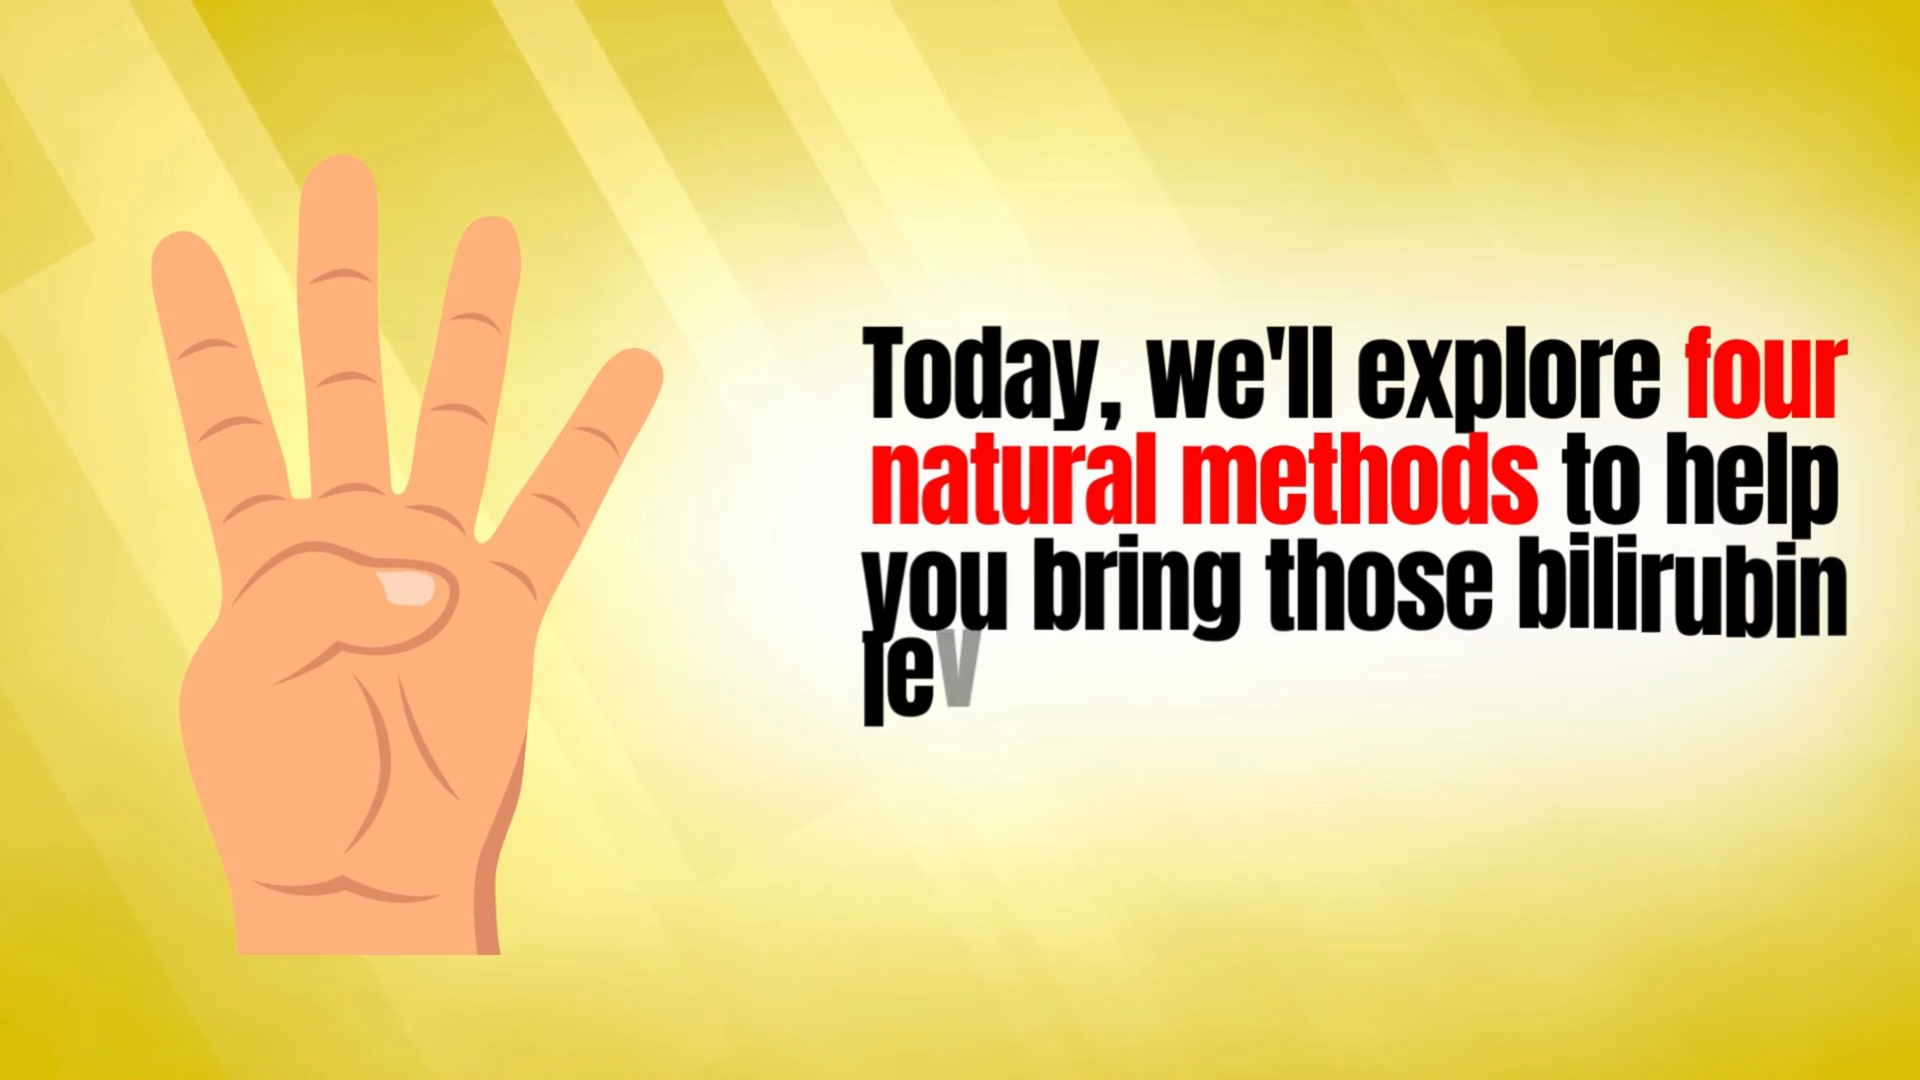 Today, we'll explore four
natural methods to help
you bring those bilirubin
lev